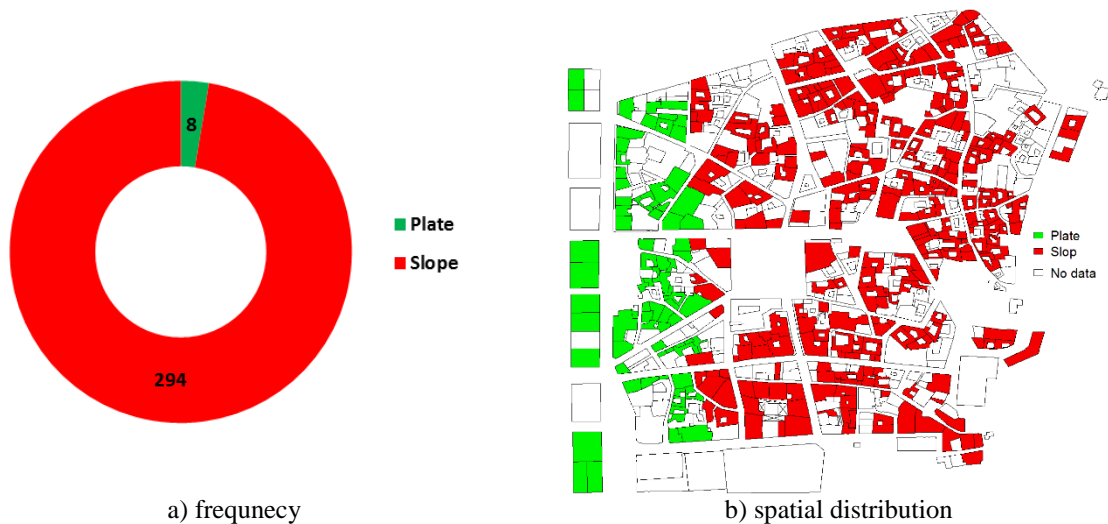 8
294
Plate
Slope
Plate
Slop
No data
a) frequnecy
b) spatial distribution